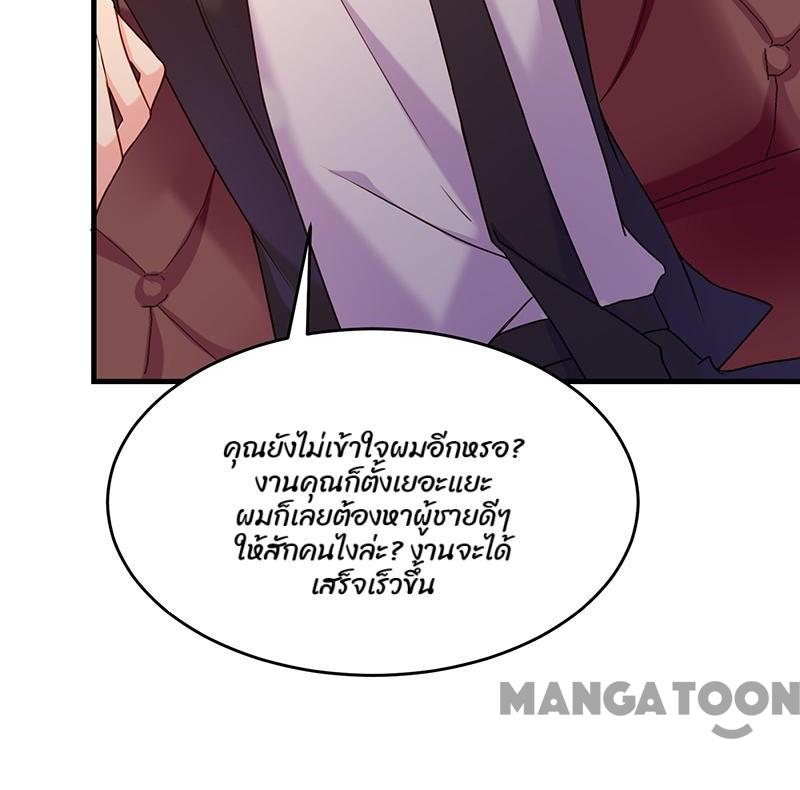 คุณยังไม่เข้าใจผมอีกหรอ?
งานคุณก็ตั้งเยอะแยะ
ผมก็เลยต้องหาผู้ชายดีๆ
ให้สักคนไงล่ะ? งานจะได้
เสร็จเร็วขึ้น
MANGATOON